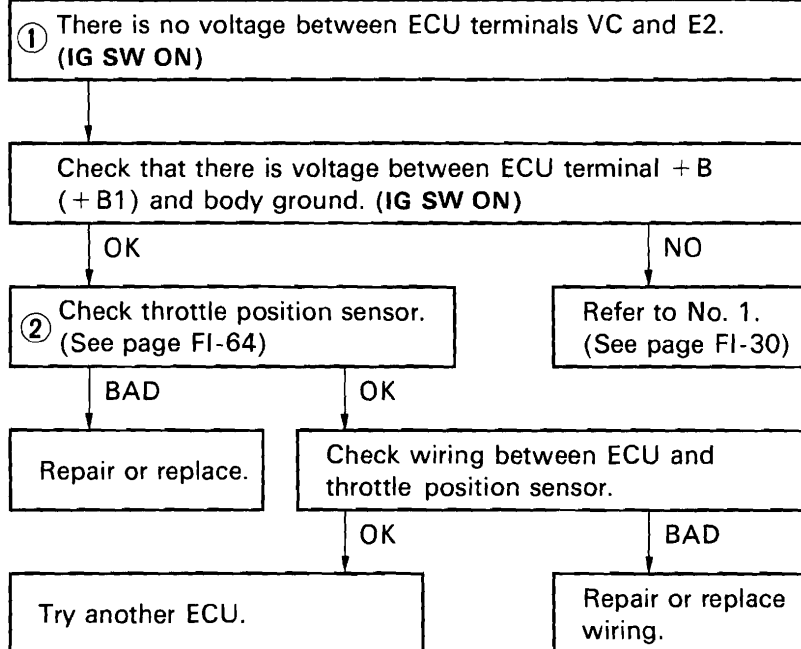 ① There is no voltage between ECU terminals VC and E2.
(IG SW ON)
Check that there is voltage between ECU terminal +B
(+B1) and body ground. (IG SW ON)
OK
NO
② Check throttle position sensor.
(See page FI-64)
Refer to No. 1.
(See page FI-30)
BAD
OK
Repair or replace.
Check wiring between ECU and
throttle position sensor.
OK
BAD
Try another ECU.
Repair or replace
wiring.